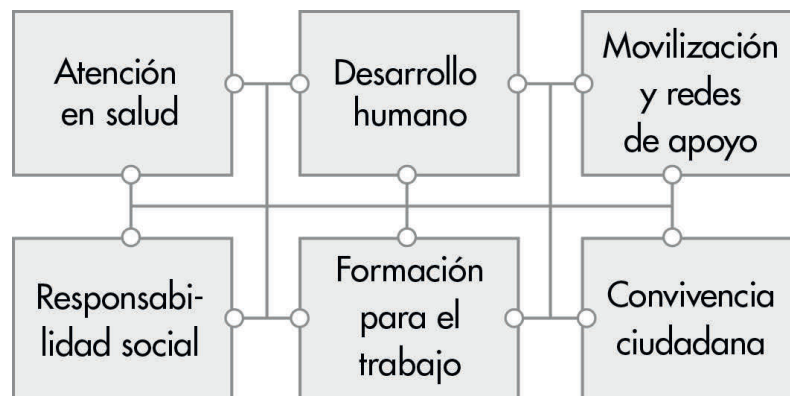 Atención
en salud
Desarrollo
humano
Movilización
y redes
de apoyo
Responsabi-
lidad social
Formación
para el
trabajo
Convivencia
ciudadana